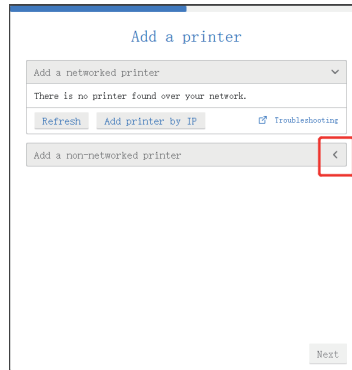 Add a printer
Add a networked printer
There is no printer found over your network.
Refresh Add printer by IP Troubleshooting
Add a non-networked printer
Next